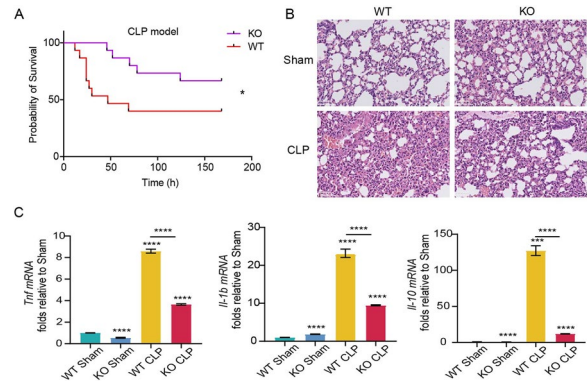 A
CLP model
KO
WT
Probability of Survival
100
50
0
0
50
100
150
200
Time (h)
*
B
WT
KO
Sham
CLP
C
Tnf mRNA
folds relative to Sham
10
8
6
4
2
0
****
****
****
****
WT Sham
KO Sham
WT CLP
KO CLP
Il-1b mRNA
folds relative to Sham
30
20
10
0
****
****
****
****
WT Sham
KO Sham
WT CLP
KO CLP
Il-10 mRNA
folds relative to Sham
150
100
50
0
****
***
****
****
WT Sham
KO Sham
WT CLP
KO CLP